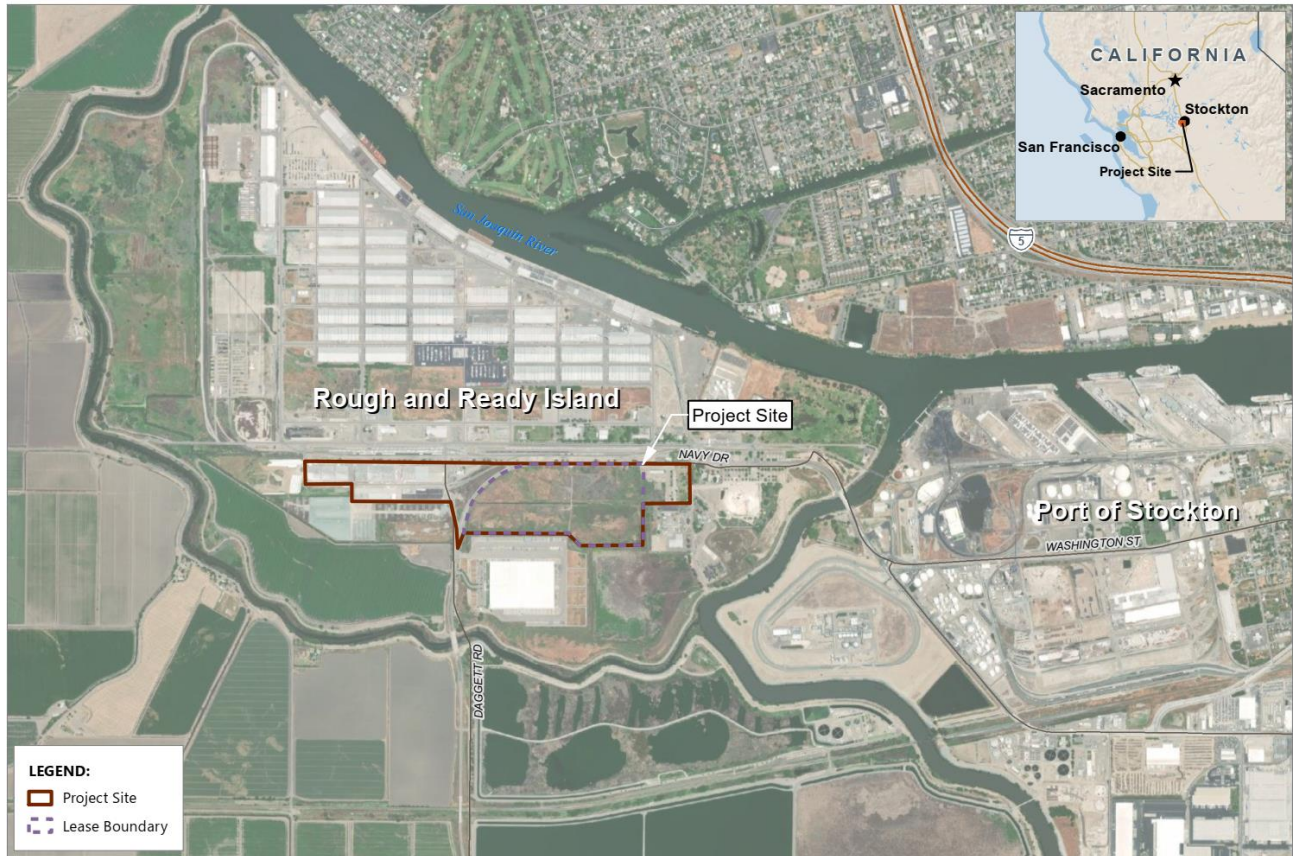 CALIFORNIA
Sacramento
Stockton
San Francisco
Project Site
San Joaquin River
5
Rough and Ready Island
Project Site
NAVY DR
Port of Stockton
WASHINGTON ST
DAGGETT RD
LEGEND:
Project Site
Lease Boundary